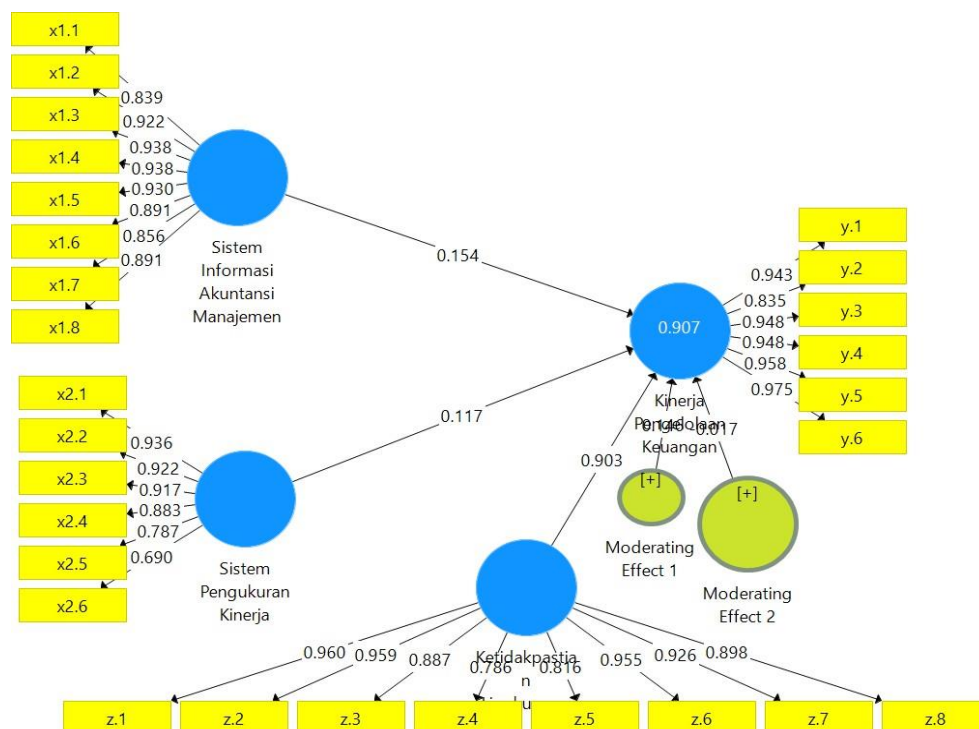 x1.1
x1.2
x1.3
x1.4
x1.5
x1.6
x1.7
x1.8
0.839
0.922
0.938
0.938
0.930
0.891
0.856
0.891
Sistem
Informasi
Akuntansi
Manajemen
0.154
x2.1
x2.2
x2.3
x2.4
x2.5
x2.6
0.936
0.922
0.917
0.883
0.787
0.690
Sistem
Pengukuran
Kinerja
0.117
0.907
Kinerja
Pengelolaan
Keuangan
y.1
y.2
y.3
y.4
y.5
y.6
0.943
0.835
0.948
0.948
0.958
0.975
0.903
0.146
-0.017
[+]
Moderating
Effect 1
[+]
Moderating
Effect 2
Ketidakpastia
n
0.960
0.959
0.887
0.786
0.816
0.955
0.926
0.898
z.1
z.2
z.3
z.4
z.5
z.6
z.7
z.8